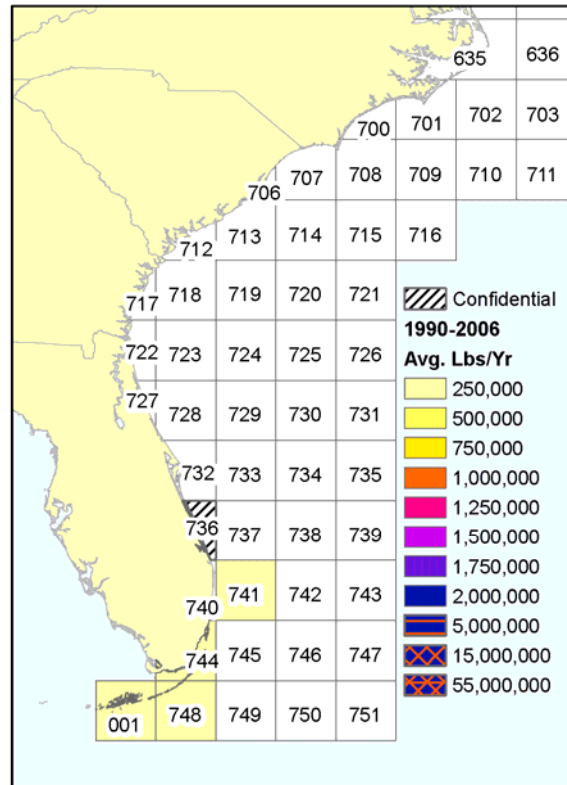 635 636
700 701 702 703
706 707 708 709 710 711
712 713 714 715 716
717 718 719 720 721
722 723 724 725 726
727 728 729 730 731
732 733 734 735
736 737 738 739
740 741 742 743
744 745 746 747
001 748 749 750 751
Confidential
1990-2006
Avg. Lbs/Yr
250,000
500,000
750,000
1,000,000
1,250,000
1,500,000
1,750,000
2,000,000
5,000,000
15,000,000
55,000,000